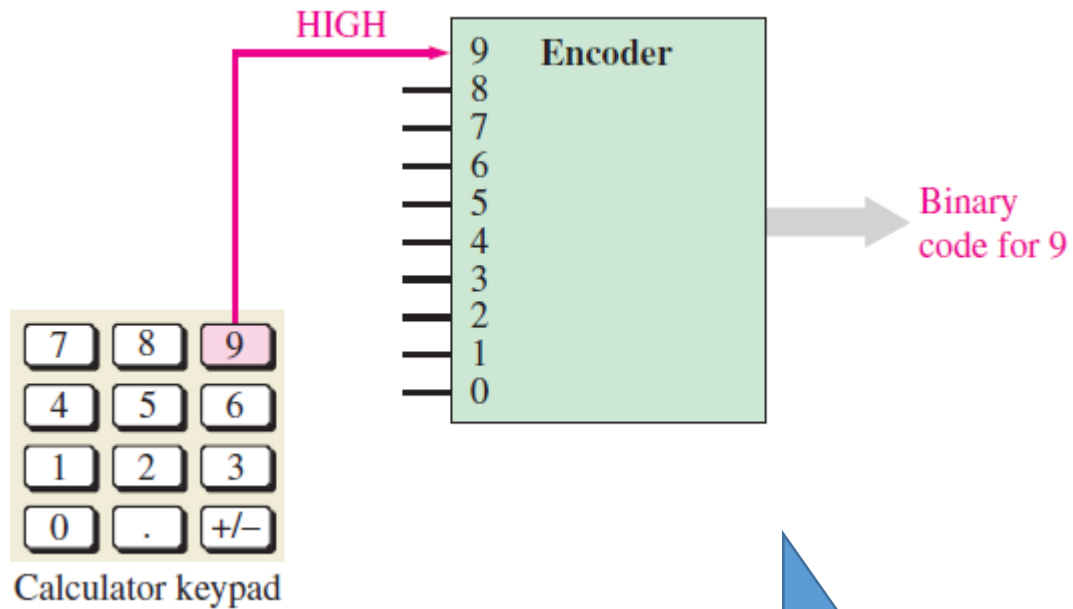 HIGH
9 Encoder
8
7
6
5
4
3
2
1
0
Binary
code for 9
7 8 9
4 5 6
1 2 3
0 . +/–
Calculator keypad